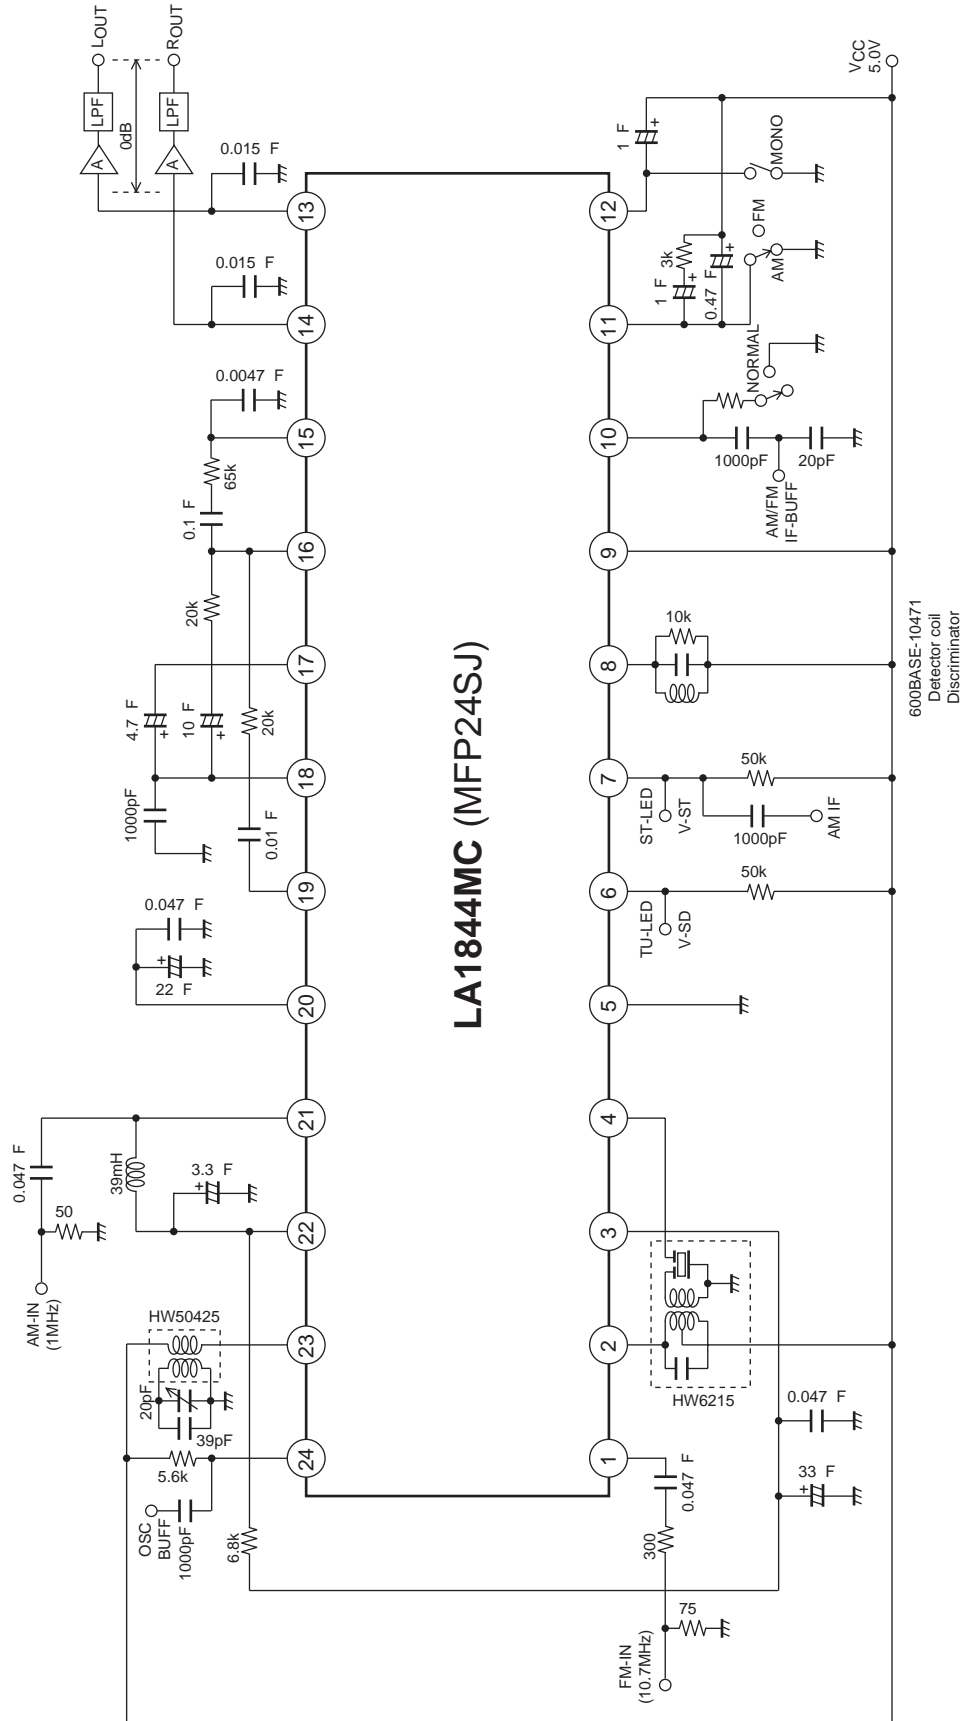 LOUT
ROUT
LPF
LPF
0dB
A
A
0.015 F
0.015 F
0.0047 F
65k
0.1 F
20k
4.7 F
+
10 F
+
20k
1000pF
0.01 F
0.047 F
+
22 F
0.047 F
39mH
50
+
3.3 F
AM-IN
(1MHz)
HW50425
20pF
39pF
5.6k
OSC
BUFF
1000pF
6.8k
13
14
15
16
17
18
19
20
21
22
23
24
LA1844MC (MFP24SJ)
12
11
10
9
8
7
6
5
4
3
2
1
VCC
5.0V
1 F
+
MONO
FM
AM
3k
1 F
+
0.47 F
+
NORMAL
1000pF
20pF
AM/FM
IF-BUFF
10k
600BASE-10471
Detector coil
Discriminator
ST-LED
V-ST
50k
1000pF
AM IF
TU-LED
V-SD
50k
HW6215
0.047 F
+
33 F
0.047 F
300
75
FM-IN
(10.7MHz)